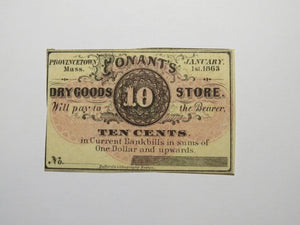 PROVINCETOWN CONANT'S JANUARY.
Mass. 1st. 1863
DRY GOODS 10 STORE.
Will pay to the Bearer.
TEN CENTS.
in Current Bankbills in sums of
One Dollar and upwards.
No.